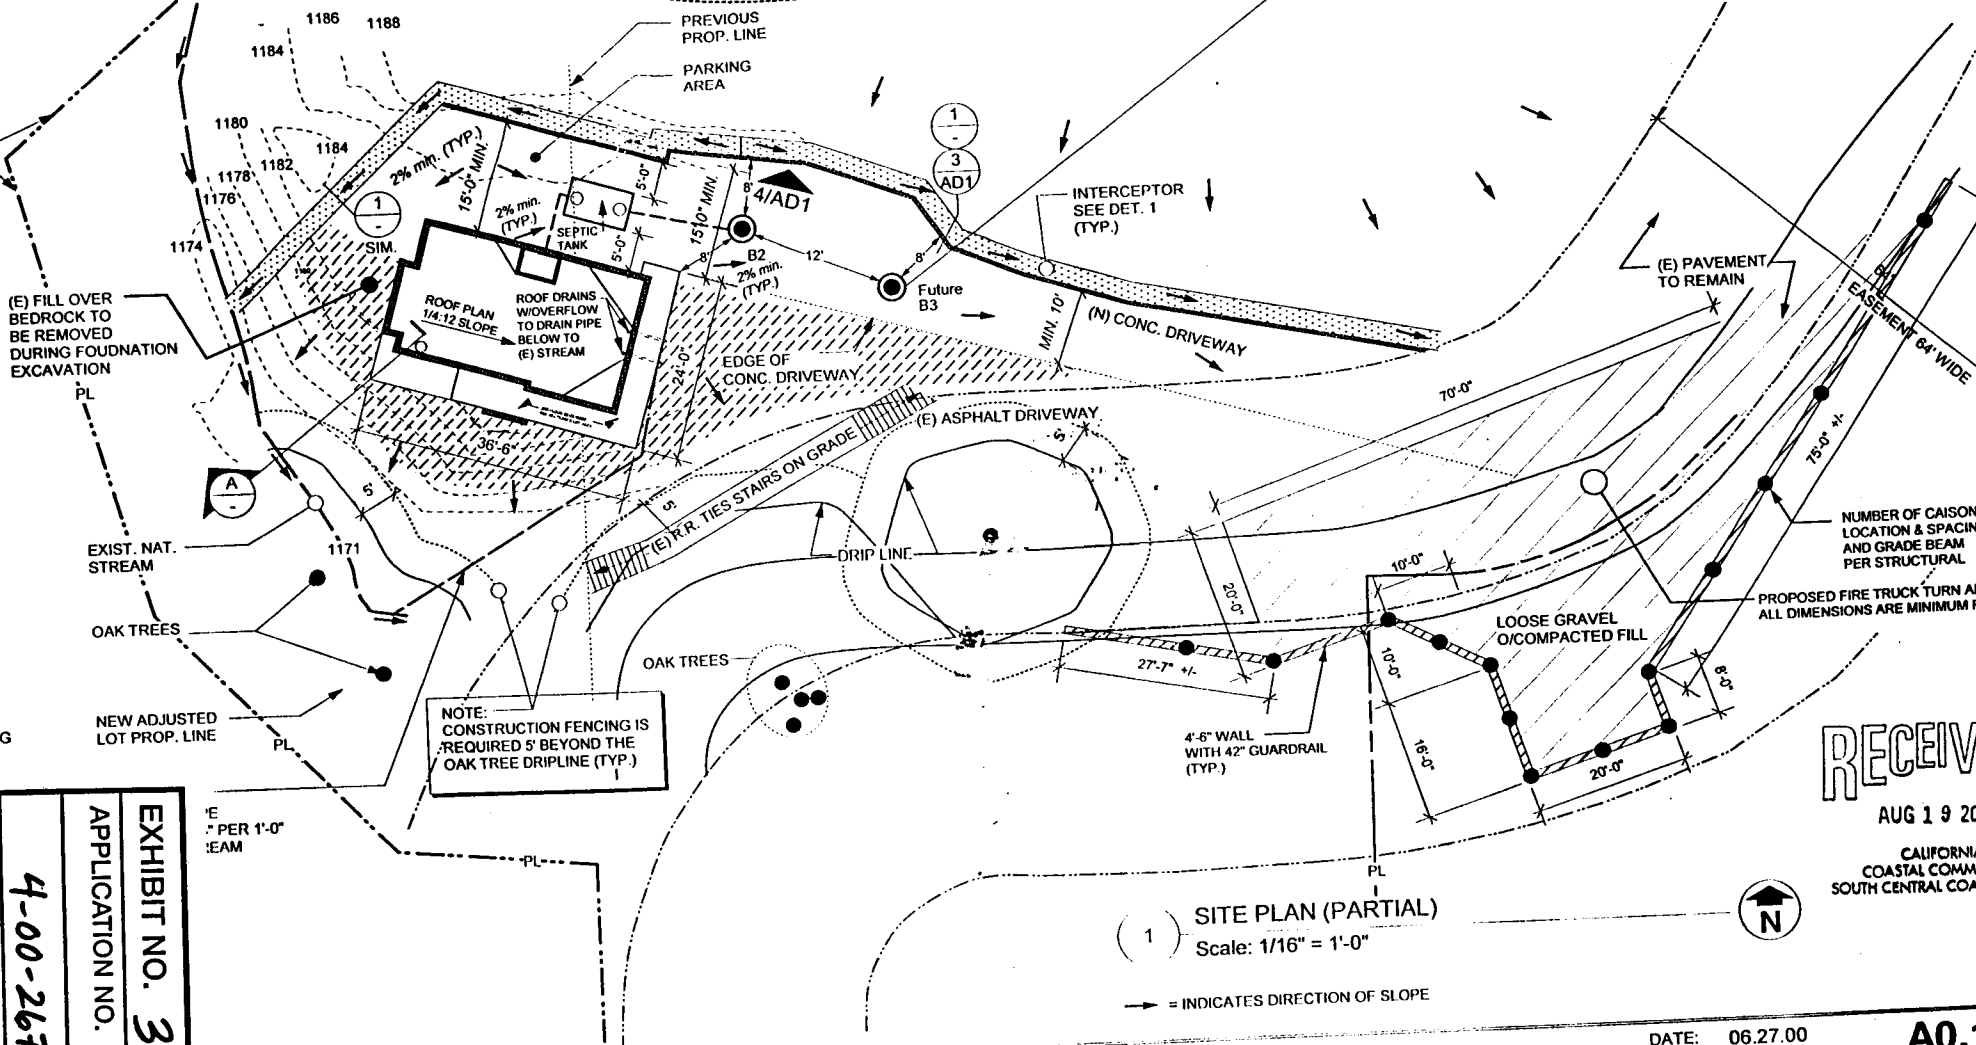 1186
1188
1184
PREVIOUS
PROP. LINE
PARKING
AREA
1180
1184
1182
1178
1176
1174
2% min. (TYP.)
15'-0" MIN.
1
-
SIM.
2% min.
(TYP.)
SEPTIC
TANK
5'-0"
5'-0"
8'
4/AD1
B2
8'
2% min.
(TYP.)
12'
8'
Future
B3
1
-
3
AD1
INTERCEPTOR
SEE DET. 1
(TYP.)
MIN. 10'
(N) CONC. DRIVEWAY
(E) PAVEMENT
TO REMAIN
EASEMENT 64' WIDE
(E) FILL OVER
BEDROCK TO
BE REMOVED
DURING FOUDNATION
EXCAVATION
PL
ROOF PLAN
1/4:12 SLOPE
ROOF DRAINS
W/OVERFLOW
TO DRAIN PIPE
BELOW TO
(E) STREAM
24'-0"
EDGE OF
CONC. DRIVEWAY
36'-6"
(E) ASPHALT DRIVEWAY
5'
70'-0"
75'-0" +/-
A
-
5'
5'
(E) R.R. TIES STAIRS ON GRADE
EXIST. NAT.
STREAM
1171
DRIP LINE
20'-0"
10'-0"
NUMBER OF CAISON
LOCATION & SPACIN
AND GRADE BEAM
PER STRUCTURAL
PROPOSED FIRE TRUCK TURN A
ALL DIMENSIONS ARE MINIMUM
LOOSE GRAVEL
O/COMPACTED FILL
OAK TREES
OAK TREES
27'-7" +/-
10'-0"
8'-0"
NEW ADJUSTED
LOT PROP. LINE
G
PL
NOTE:
CONSTRUCTION FENCING IS
REQUIRED 5' BEYOND THE
OAK TREE DRIPLINE (TYP.)
4'-6" WALL
WITH 42" GUARDRAIL
(TYP.)
16'-0"
20'-0"
RECEIV
AUG 19 20
CALIFORNIA
COASTAL COMM
SOUTH CENTRAL COA
" PER 1'-0"
EAM
PL
PL
EXHIBIT NO. 3
APPLICATION NO.
4-00-267
1
SITE PLAN (PARTIAL)
Scale: 1/16" = 1'-0"
N
= INDICATES DIRECTION OF SLOPE
DATE: 06.27.00
A0.